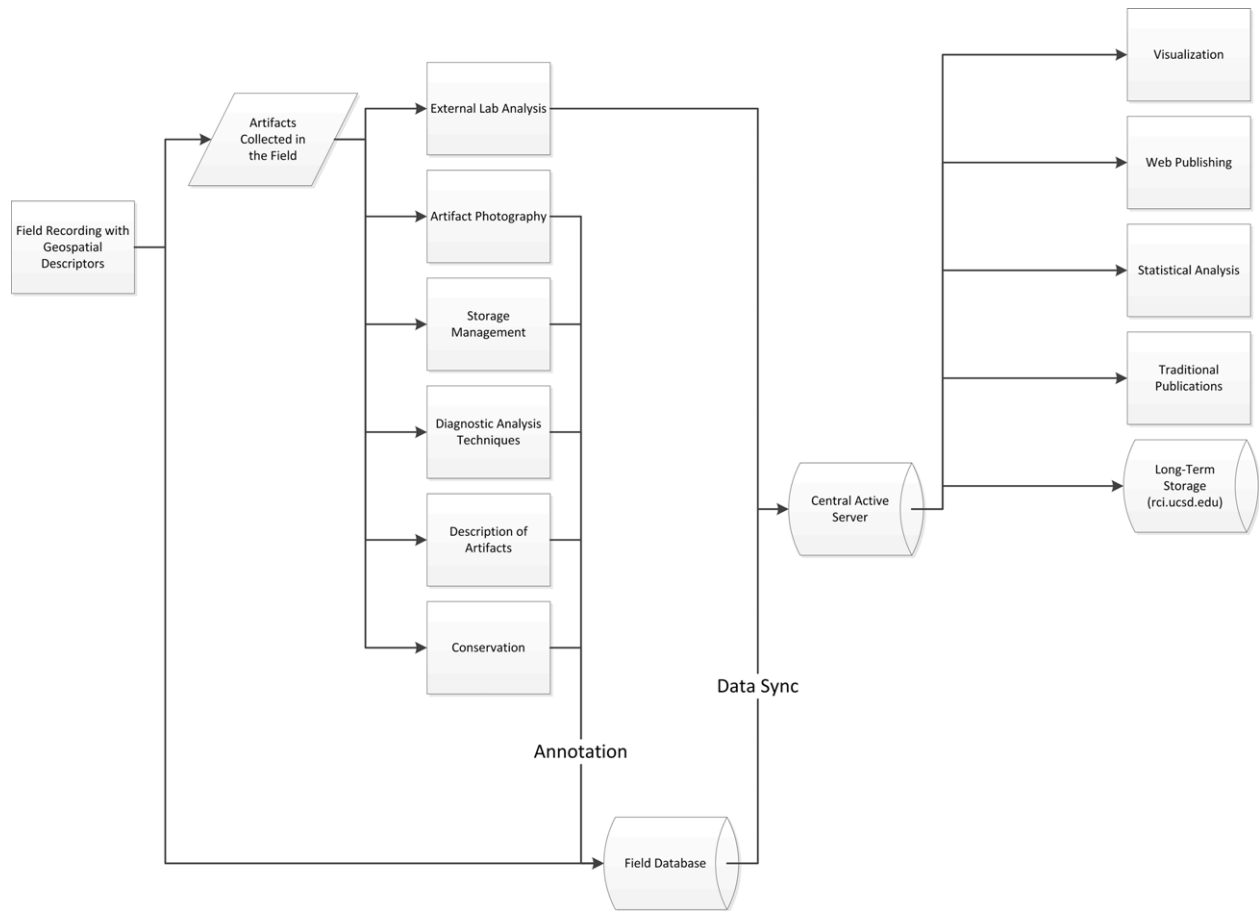 Field Recording with
Geospatial
Descriptors
Artifacts
Collected in
the Field
External Lab Analysis
Artifact Photography
Storage
Management
Diagnostic Analysis
Techniques
Description of
Artifacts
Conservation
Annotation
Field Database
Data Sync
Central Active
Server
Visualization
Web Publishing
Statistical Analysis
Traditional
Publications
Long-Term
Storage
(rci.ucsd.edu)